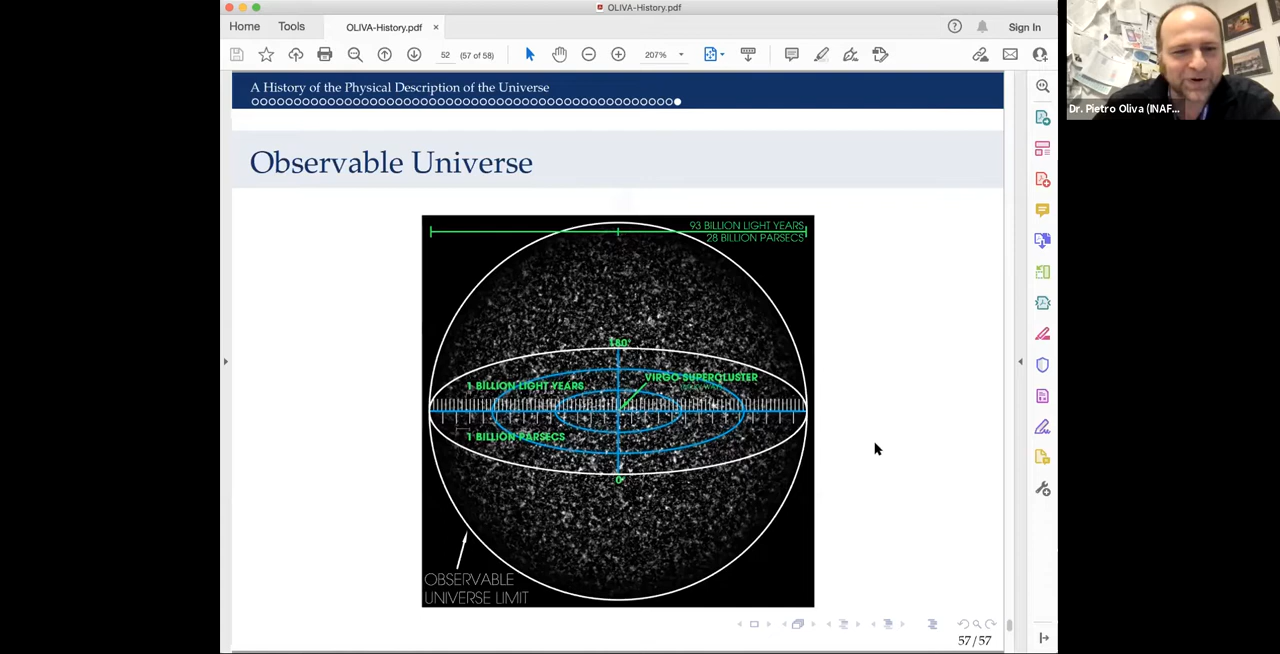 OLIVA-History.pdf
Home
Tools
OLIVA-History.pdf
×
Sign In
52
(57 of 58)
207%
Dr. Pietro Oliva (INAF...
A History of the Physical Description of the Universe
Observable Universe
93 BILLION LIGHT YEARS
28 BILLION PARSECS
180°
1 BILLION LIGHT YEARS
VIRGO SUPERCLUSTER
1 BILLION PARSECS
0°
OBSERVABLE
UNIVERSE LIMIT
57/57